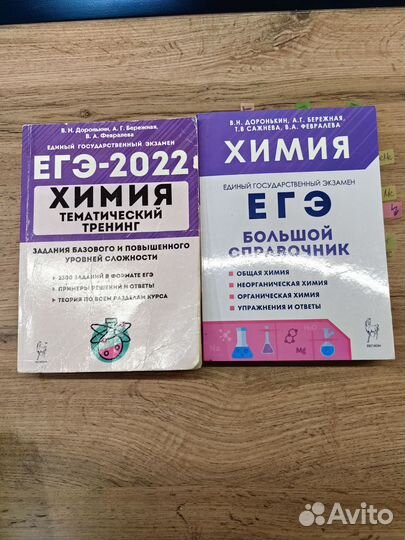 В. Н. Доронькин, А. Г. Бережная,
В. А. Февралева
ЕДИНЫЙ ГОСУДАРСТВЕННЫЙ ЭКЗАМЕН
ЕГЭ-2022
ХИМИЯ
ТЕМАТИЧЕСКИЙ
ТРЕНИНГ
ЗАДАНИЯ БАЗОВОГО И ПОВЫШЕННОГО
УРОВНЕЙ СЛОЖНОСТИ
ЗАДАНИЙ В ФОРМАТЕ ЕГЭ
ПРИМЕРЫ РЕШЕНИЙ И ОТВЕТЫ
ТЕОРИЯ ПО ВСЕМ РАЗДЕЛАМ КУРСА
ЛЕГИОН
В. Н. ДОРОНЬКИН, А. Г. БЕРЕЖНАЯ,
Т.В САЖНЕВА, В.А. ФЕВРАЛЕВА
ХИМИЯ
ЕДИНЫЙ ГОСУДАРСТВЕННЫЙ ЭКЗАМЕН
ЕГЭ
БОЛЬШОЙ
СПРАВОЧНИК
ОБЩАЯ ХИМИЯ
НЕОРГАНИЧЕСКАЯ ХИМИЯ
ОРГАНИЧЕСКАЯ ХИМИЯ
УПРАЖНЕНИЯ И ОТВЕТЫ
Mg
ЛЕГИОН
Avito